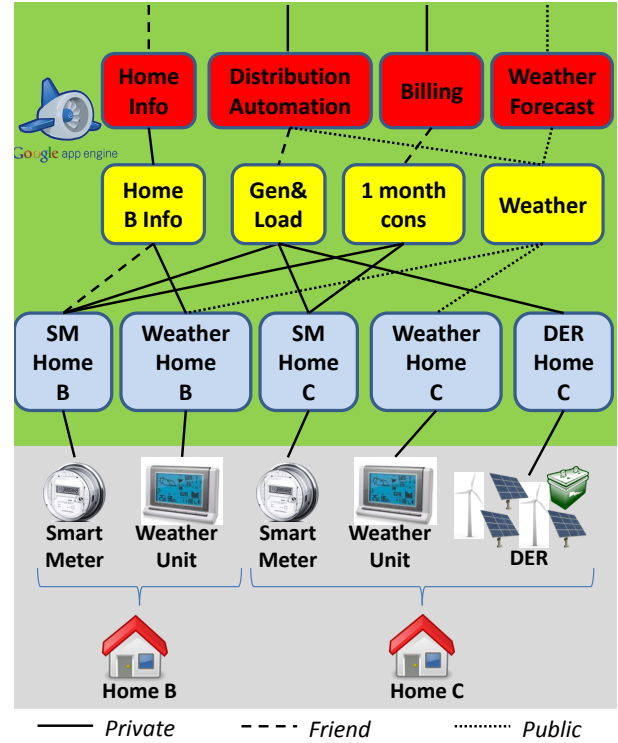 Home
Info
Distribution
Automation
Billing
Weather
Forecast
Google app engine
Home
B Info
Gen&
Load
1 month
cons
Weather
SM
Home
B
Weather
Home
B
SM
Home
C
Weather
Home
C
DER
Home
C
Smart
Meter
Weather
Unit
Smart
Meter
Weather
Unit
DER
Home B
Home C
Private
Friend
Public